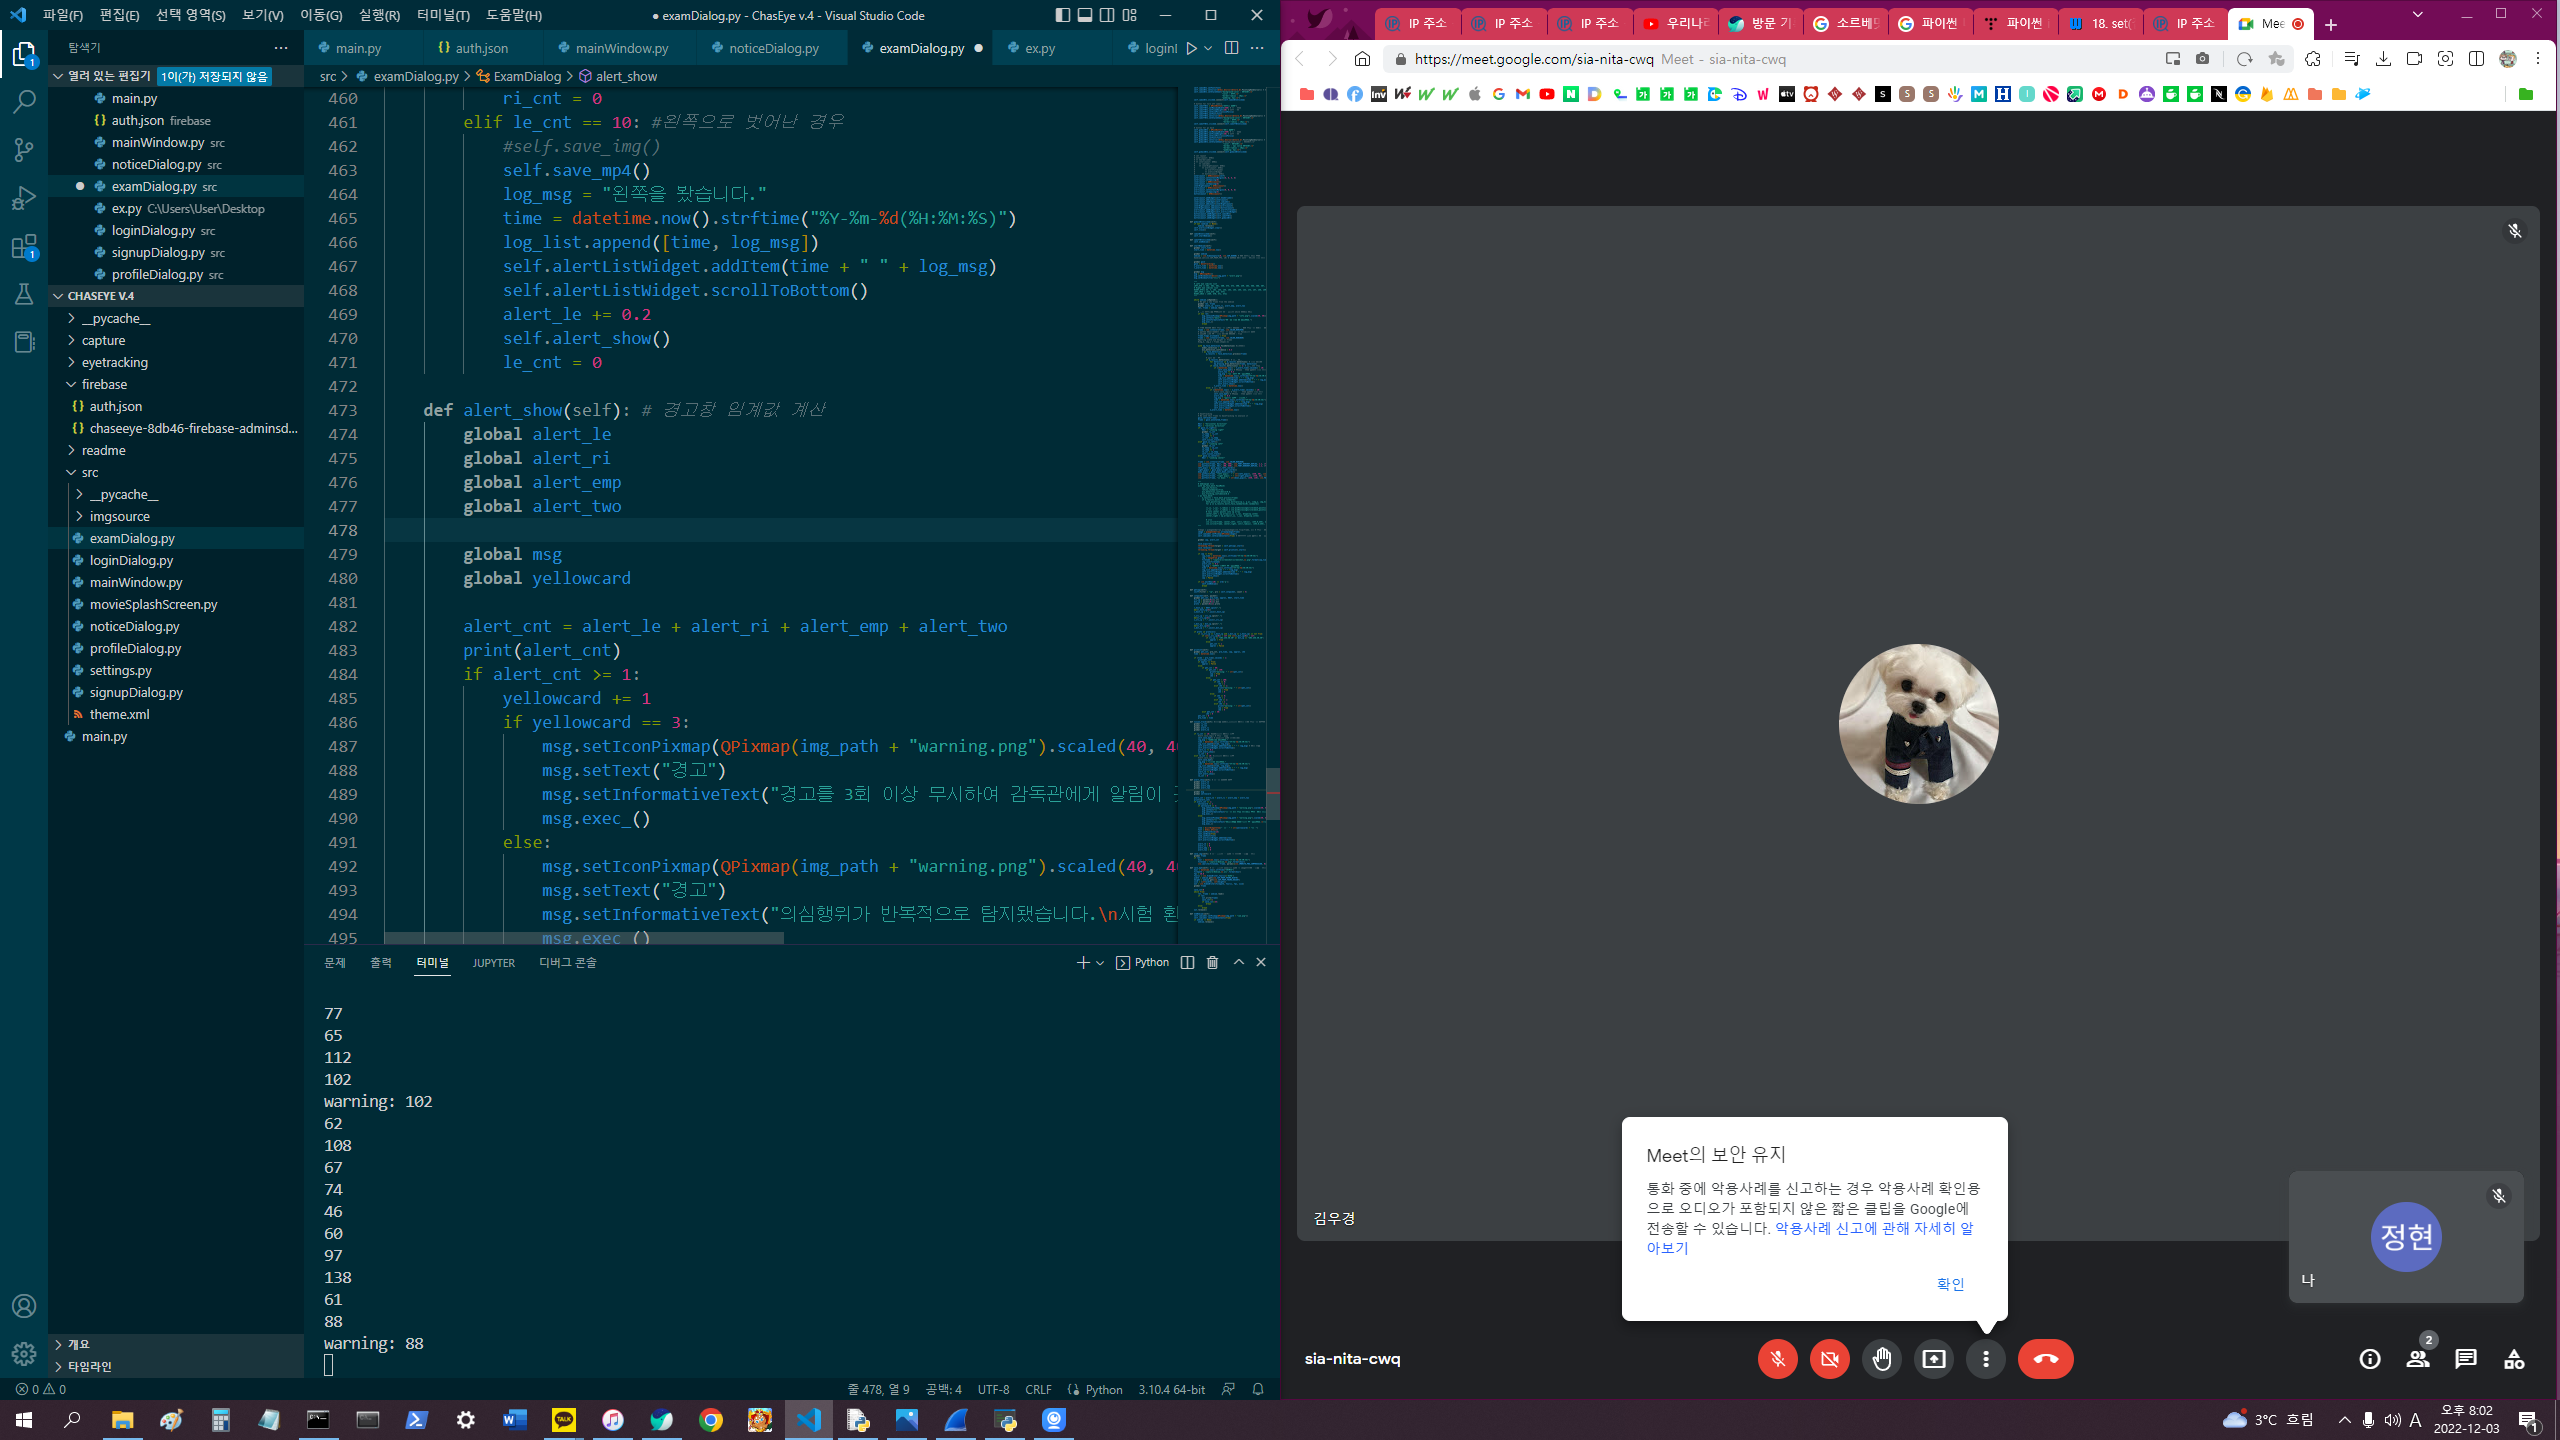 파일(F) 편집(E) 선택 영역(S) 보기(V) 이동(G) 실행(R) 터미널(T) 도움말(H)
● examDialog.py - ChasEye v.4 - Visual Studio Code
탐색기
main.py
auth.json
mainWindow.py
noticeDialog.py
examDialog.py
ex.py
열려 있는 편집기 1이(가) 저장되지 않음
src > examDialog.py > ExamDialog > alert_show
main.py
auth.json firebase
mainWindow.py src
noticeDialog.py src
examDialog.py src
ex.py C:\Users\User\Desktop
loginDialog.py src
signupDialog.py src
profileDialog.py src
CHASEYE V.4
__pycache__
capture
eyetracking
firebase
auth.json
chaseeye-8db46-firebase-adminsd...
readme
src
__pycache__
imgsource
examDialog.py
loginDialog.py
mainWindow.py
movieSplashScreen.py
noticeDialog.py
profileDialog.py
settings.py
signupDialog.py
theme.xml
main.py
개요
타임라인
460 ri_cnt = 0
461 elif le_cnt == 10: #왼쪽으로 벗어난 경우
462 #self.save_img()
463 self.save_mp4()
464 log_msg = "왼쪽을 봤습니다."
465 time = datetime.now().strftime("%Y-%m-%d(%H:%M:%S)")
466 log_list.append([time, log_msg])
467 self.alertListWidget.addItem(time + " " + log_msg)
468 self.alertListWidget.scrollToBottom()
469 alert_le += 0.2
470 self.alert_show()
471 le_cnt = 0
472
473 def alert_show(self): # 경고창 임계값 계산
474 global alert_le
475 global alert_ri
476 global alert_emp
477 global alert_two
478
479 global msg
480 global yellowcard
481
482 alert_cnt = alert_le + alert_ri + alert_emp + alert_two
483 print(alert_cnt)
484 if alert_cnt >= 1:
485 yellowcard += 1
486 if yellowcard == 3:
487 msg.setIconPixmap(QPixmap(img_path + "warning.png").scaled(40,
488 msg.setText("경고")
489 msg.setInformativeText("경고를 3회 이상 무시하여 감독관에게 알림이
490 msg.exec_()
491 else:
492 msg.setIconPixmap(QPixmap(img_path + "warning.png").scaled(40,
493 msg.setText("경고")
494 msg.setInformativeText("의심행위가 반복적으로 탐지됐습니다.\n시험
495 msg.exec_()
문제 출력 터미널 JUPYTER 디버그 콘솔
Python
77
65
112
102
warning: 102
62
108
67
74
46
60
97
138
61
88
warning: 88
0 0
줄 478, 열 9 공백: 4 UTF-8 CRLF Python 3.10.4 64-bit
IP 주소 IP 주소 IP 주소 우리나라 방문 기 소르베 파이썬 파이썬 18. set( IP 주소 Mee
https://meet.google.com/sia-nita-cwq Meet - sia-nita-cwq
김우경
Meet의 보안 유지
통화 중에 악용사례를 신고하는 경우 악용사례 확인용
으로 오디오가 포함되지 않은 짧은 클립을 Google에
전송할 수 있습니다. 악용사례 신고에 관해 자세히 알
아보기
확인
정현
나
sia-nita-cwq
2
3°C 흐림
A
오후 8:02
2022-12-03
1